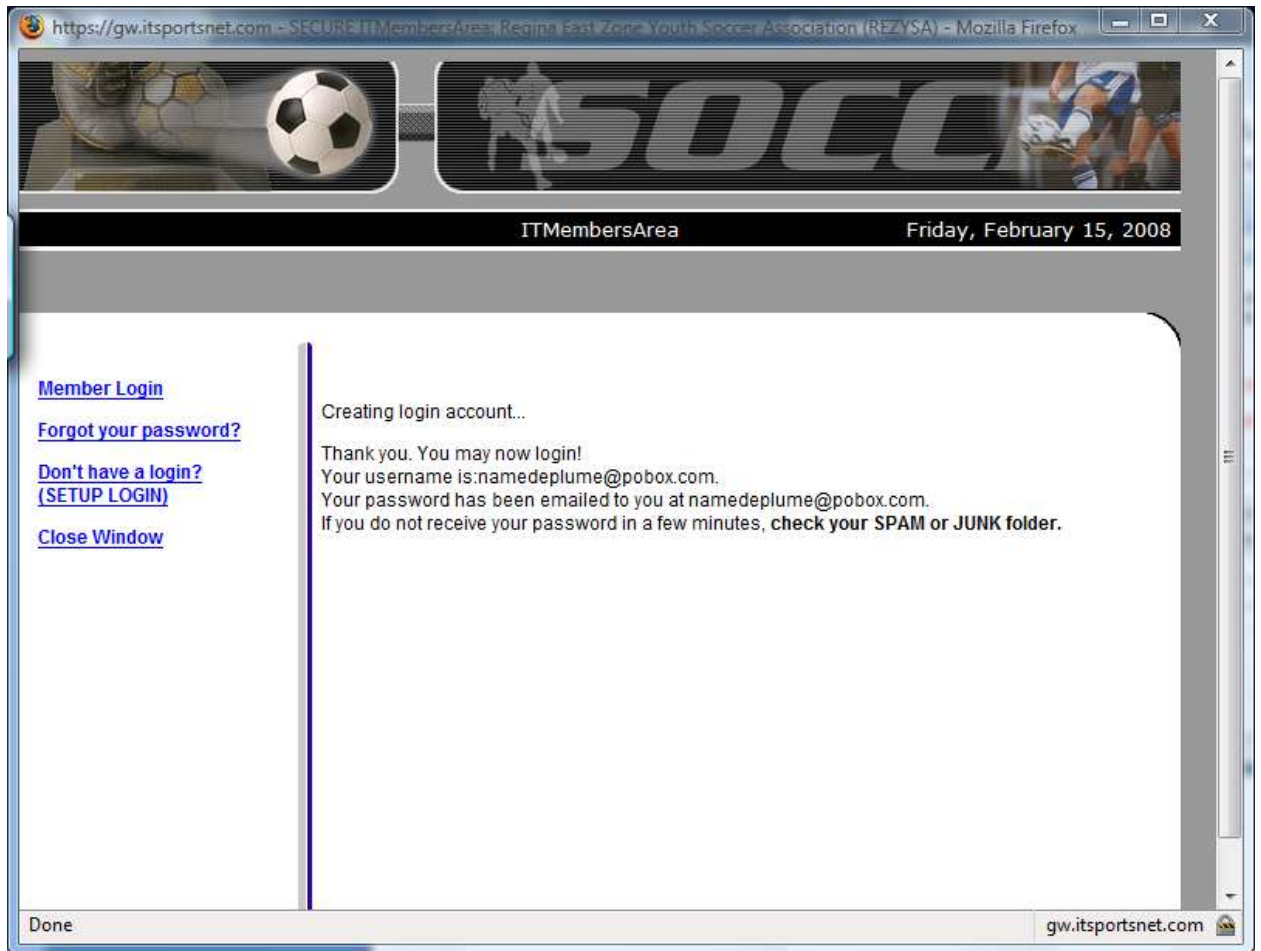 https://gw.itsportsnet.com - SECURE ITMembersArea; Regina East Zone Youth Soccer Association (REZYSA) - Mozilla Firefox
SOCC
ITMembersArea Friday, February 15, 2008
Member Login
Forgot your password?
Don't have a login?
(SETUP LOGIN)
Close Window
Creating login account...
Thank you. You may now login!
Your username is:namedeplume@pobox.com.
Your password has been emailed to you at namedeplume@pobox.com.
If you do not receive your password in a few minutes, check your SPAM or JUNK folder.
Done gw.itsportsnet.com